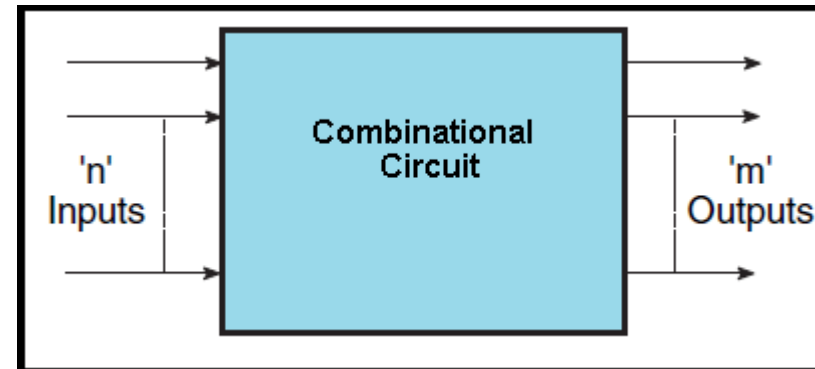 Combinational
Circuit
'n'
Inputs
'm'
Outputs